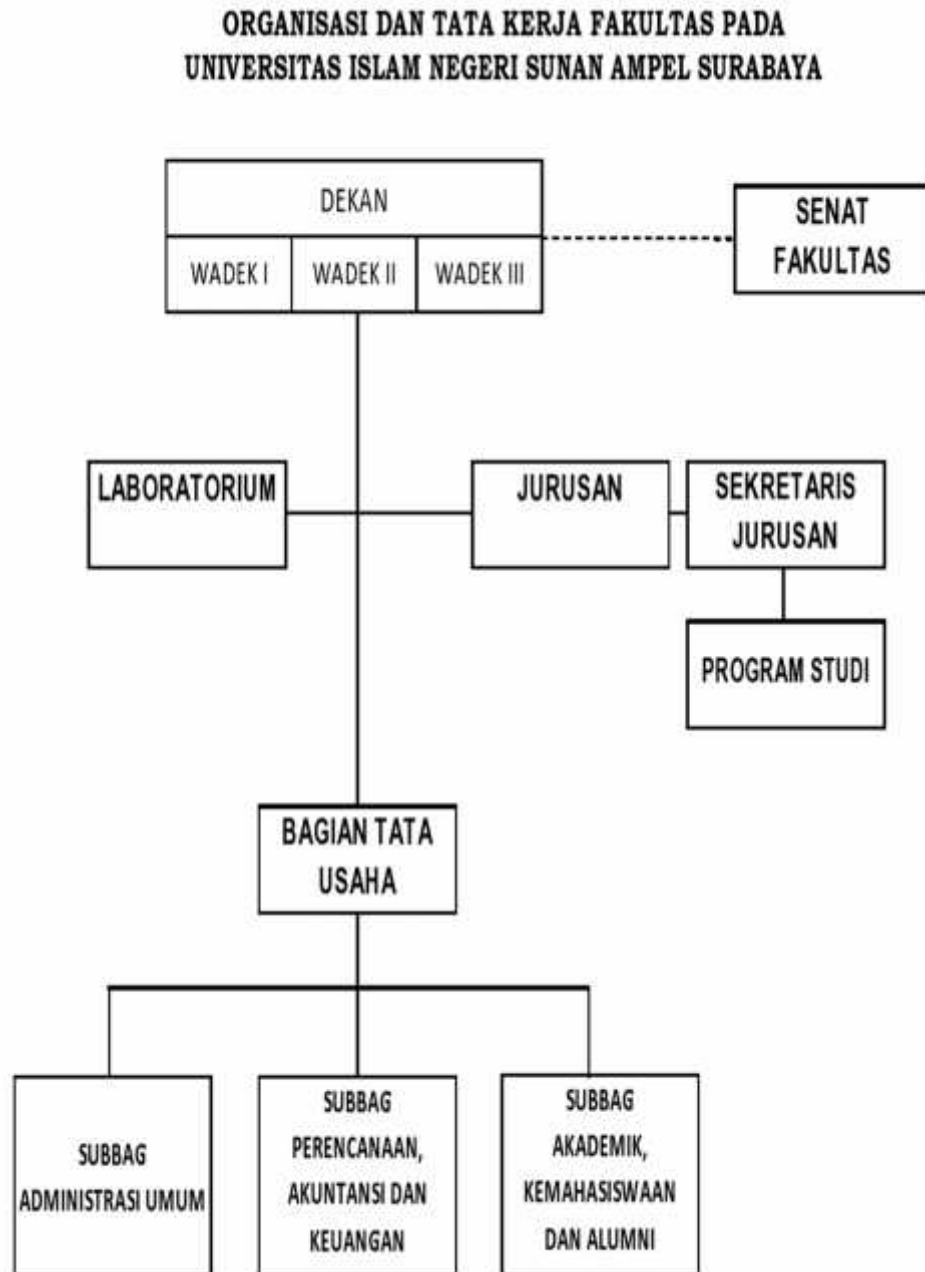 ORGANISASI DAN TATA KERJA FAKULTAS PADA
UNIVERSITAS ISLAM NEGERI SUNAN AMPEL SURABAYA
DEKAN
WADEK I
WADEK II
WADEK III
SENAT
FAKULTAS
LABORATORIUM
JURUSAN
SEKRETARIS
JURUSAN
PROGRAM STUDI
BAGIAN TATA
USAHA
SUBBAG
ADMINISTRASI UMUM
SUBBAG
PERENCANAAN,
AKUNTANSI DAN
KEUANGAN
SUBBAG
AKADEMIK,
KEMAHASISWAAN
DAN ALUMNI